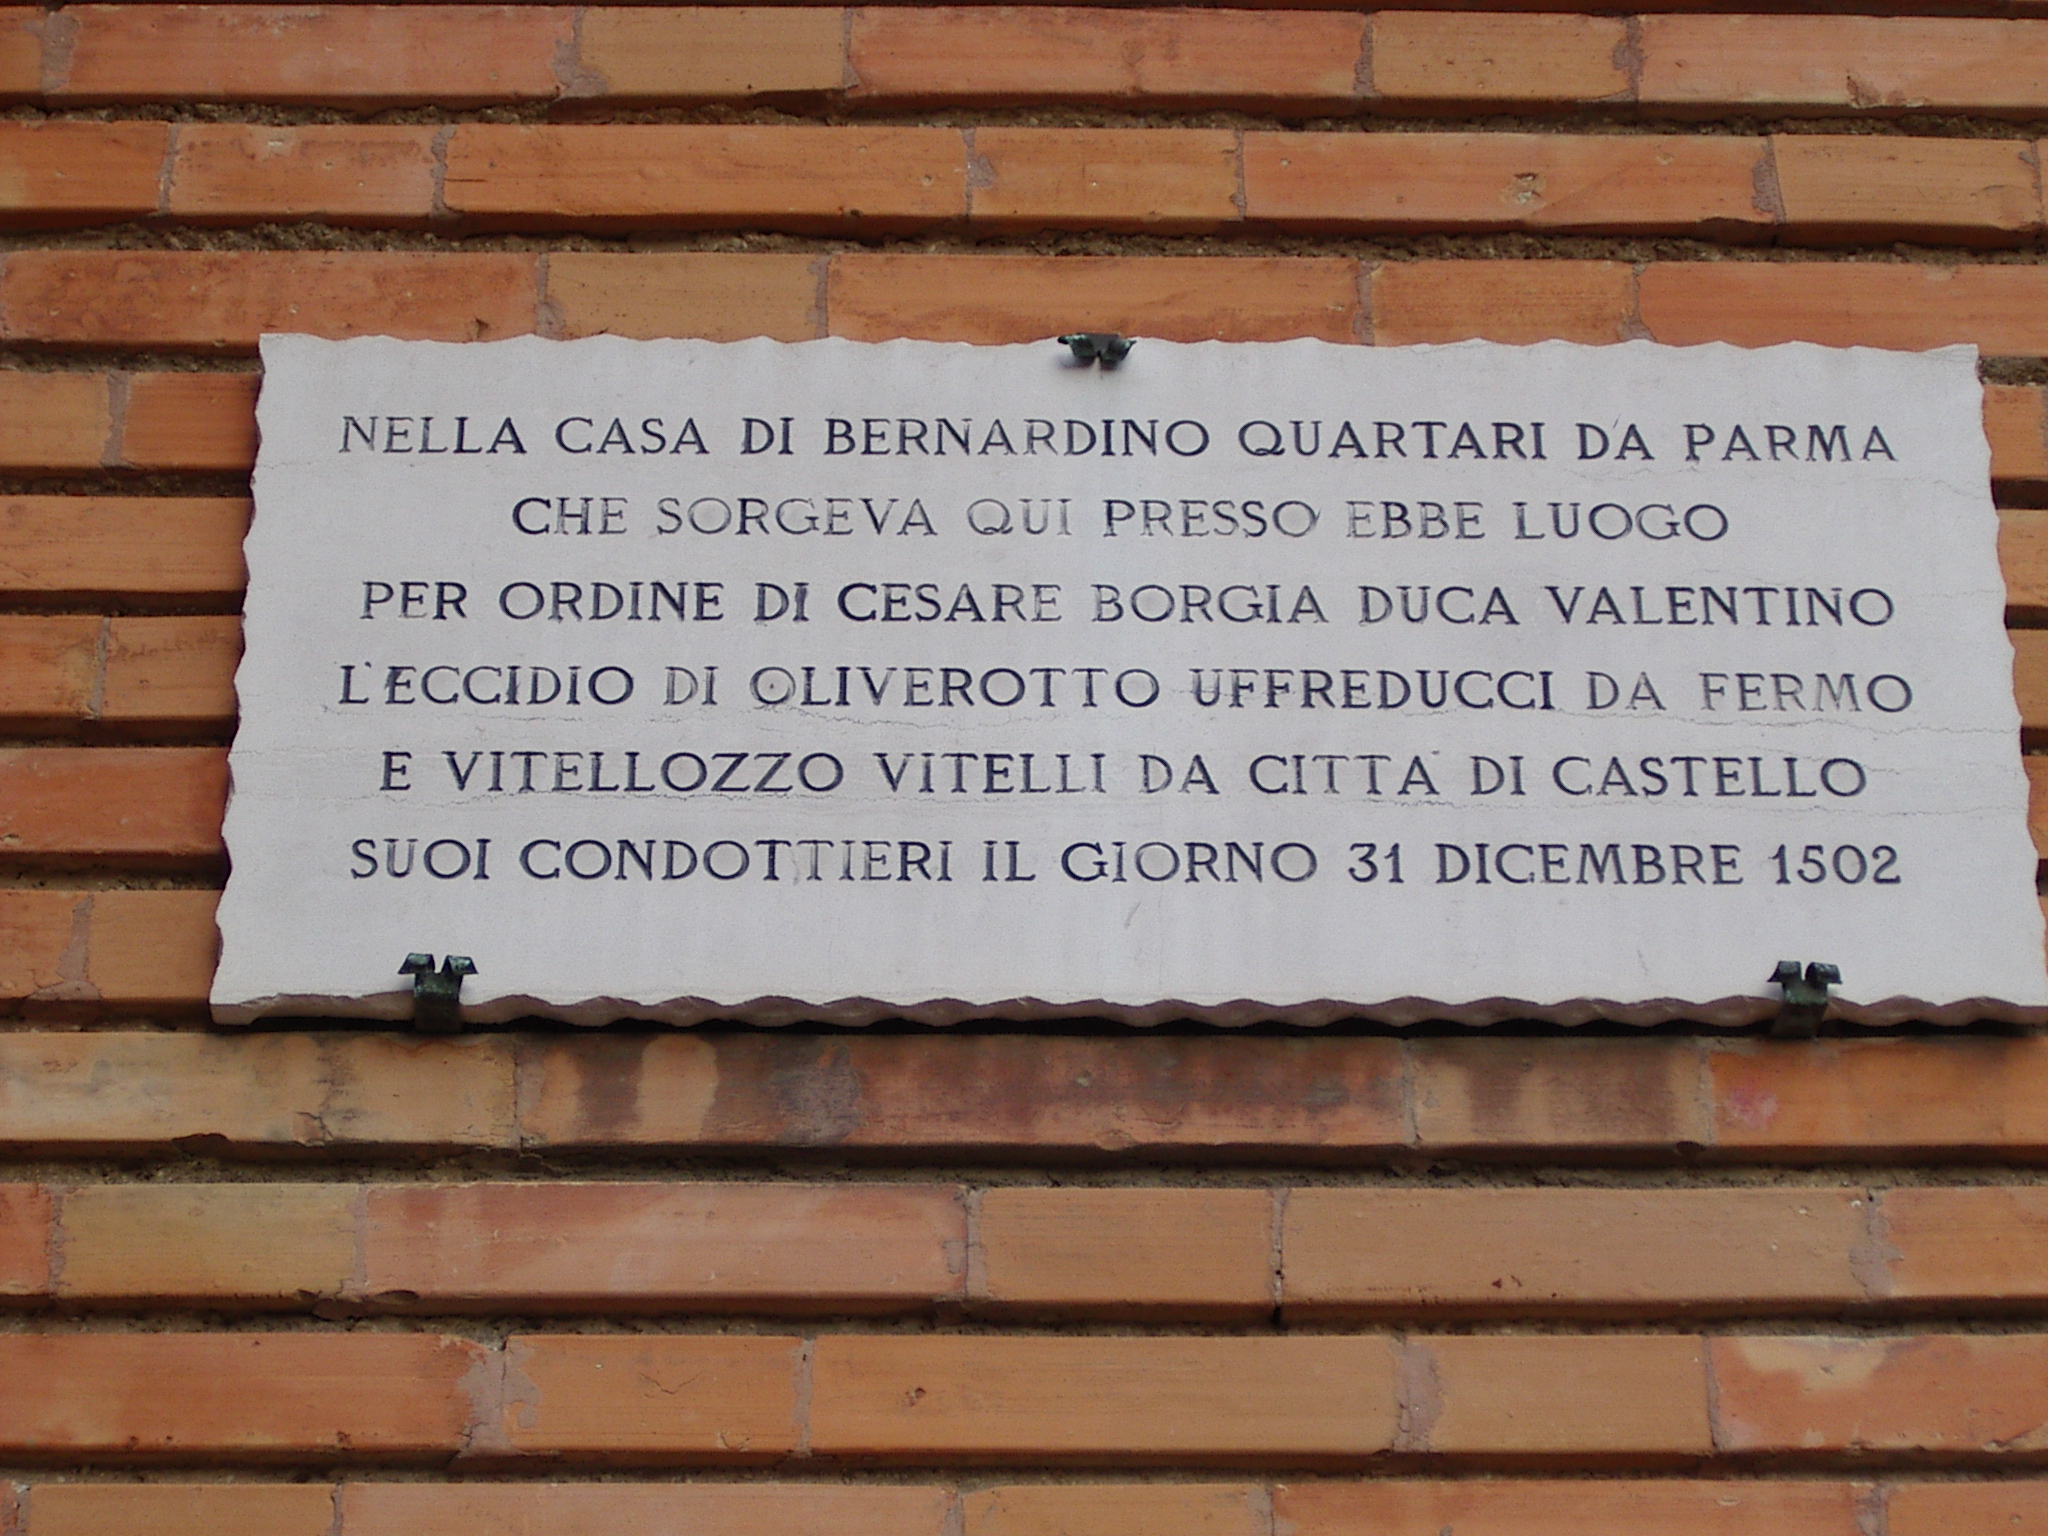 NELLA CASA DI BERNARDINO QUARTARI DA PARMA
CHE SORGEVA QUI PRESSO EBBE LUOGO
PER ORDINE DI CESARE BORGIA DUCA VALENTINO
L'ECCIDIO DI OLIVEROTTO UFFREDUCCI DA FERMO
E VITELLOZZO VITELLI DA CITTÀ DI CASTELLO
SUOI CONDOTTIERI IL GIORNO 31 DICEMBRE 1502